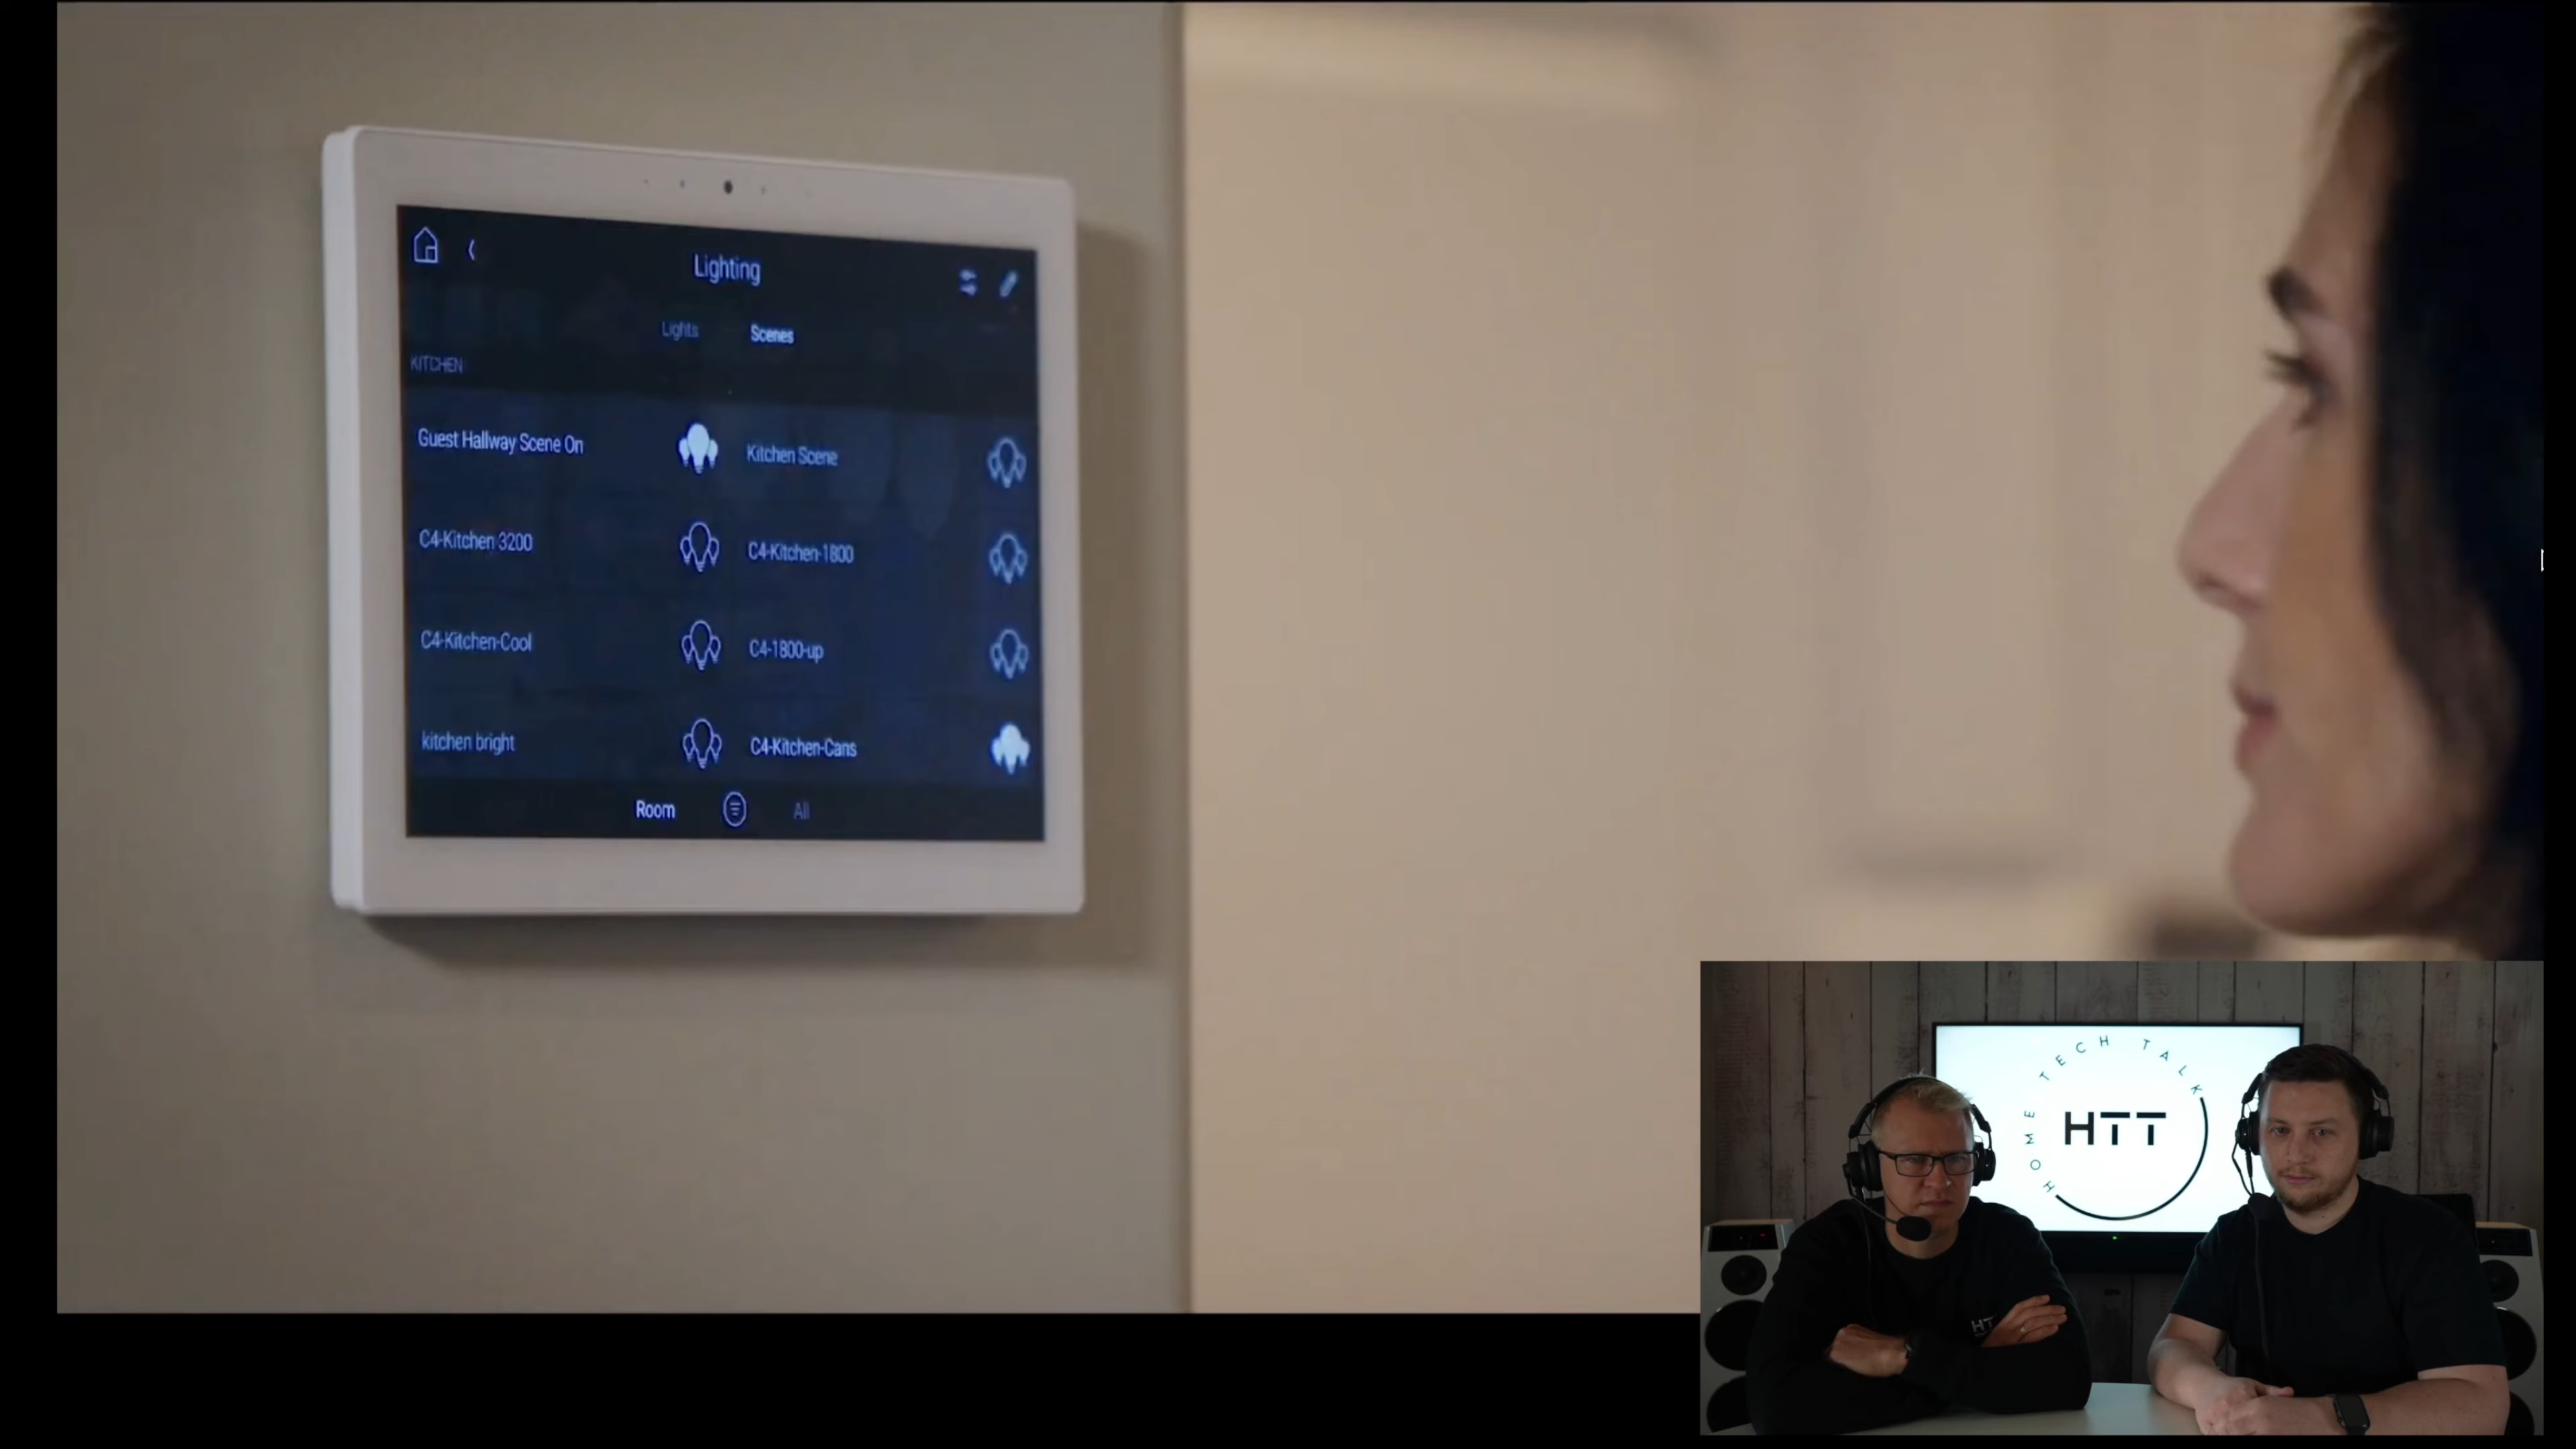 Lighting
Lights Scenes
KITCHEN
Guest Hallway Scene On
Kitchen Scene
C4-Kitchen-3200
C4-Kitchen-1800
C4-Kitchen-Cool
C4-1800-up
kitchen bright
C4-Kitchen-Cans
Room All
HOME TECH TALK
HTT
HT